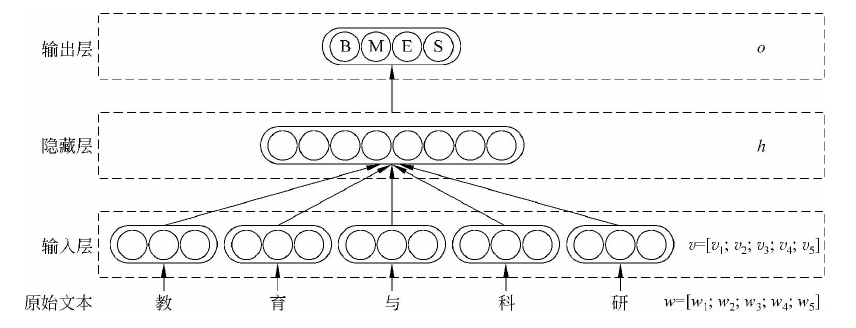 输出层 B M E S o
隐藏层 h
输入层 v=[v₁; v₂; v₃; v₄; v₅]
原始文本 教 育 与 科 研 w=[w₁; w₂; w₃; w₄; w₅]